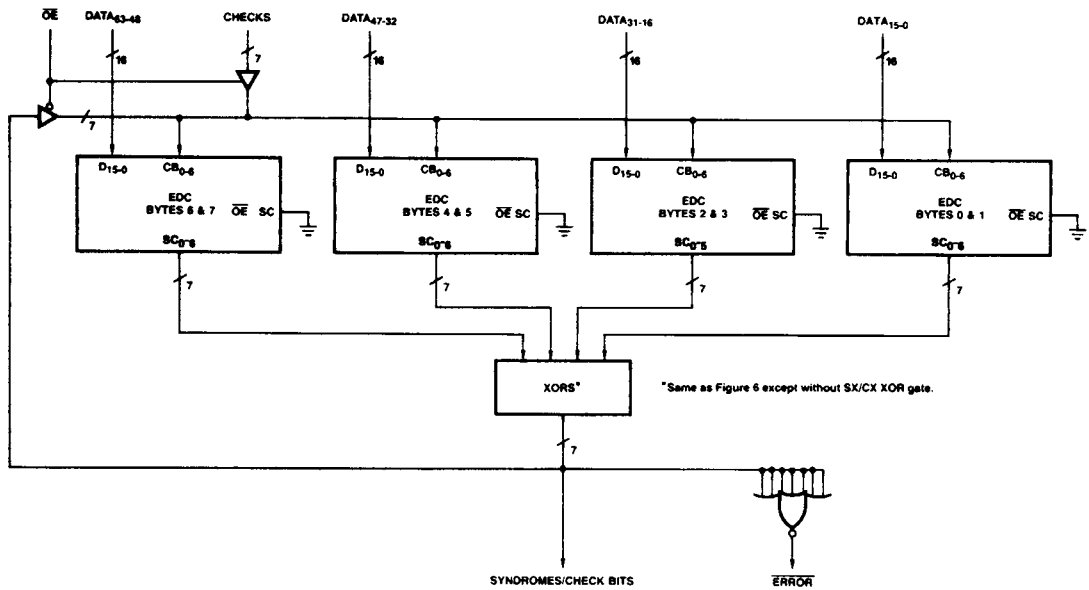 OE DATA63-48 CHECKS DATA47-32 DATA31-16 DATA15-0
16 7 16 16 16
7
D15-0 CB0-6 D15-0 CB0-6 D15-0 CB0-6 D15-0 CB0-6
EDC EDC EDC EDC
BYTES 6 & 7 OE SC BYTES 4 & 5 OE SC BYTES 2 & 3 OE SC BYTES 0 & 1 OE SC
SC0-6 SC0-6 SC0-5 SC0-6
7 7 7 7
XORS* *Same as Figure 6 except without SX/CX XOR gate.
7
SYNDROMES/CHECK BITS ERROR